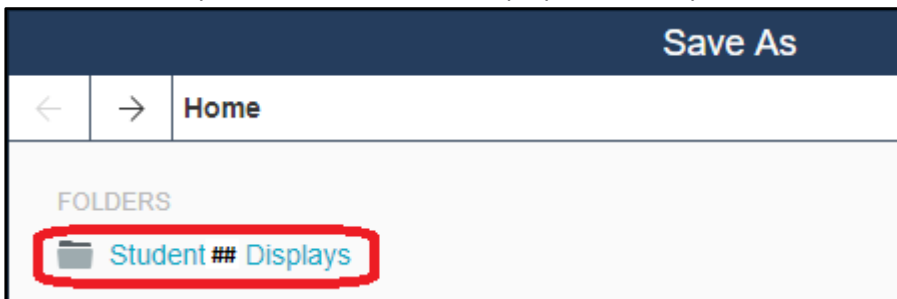 Save As
← → Home
FOLDERS
Student ## Displays